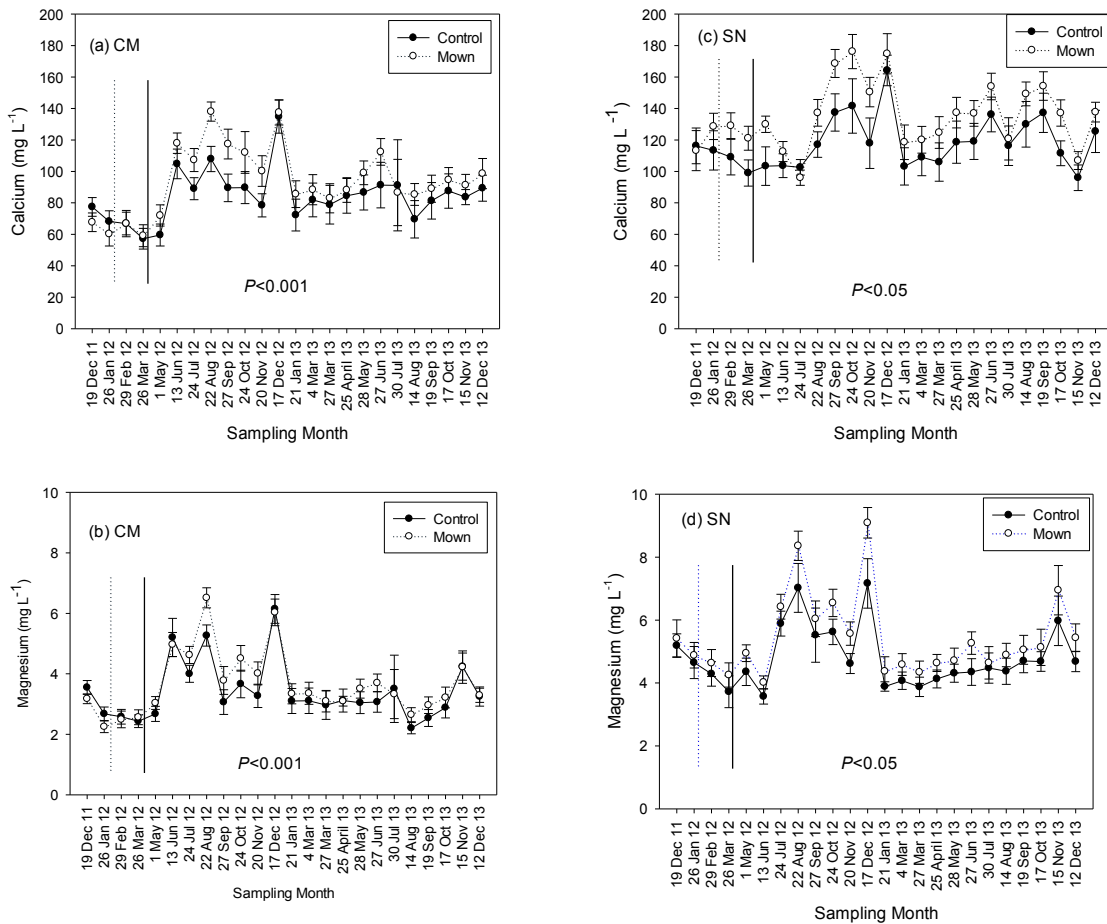 (a) CM
Control
Mown
Calcium (mg L⁻¹)
200
180
160
140
120
100
80
60
40
20
0
P<0.001
19 Dec 11
26 Jan 12
29 Feb 12
26 Mar 12
1 May 12
13 Jun 12
24 Jul 12
22 Aug 12
27 Sep 12
24 Oct 12
20 Nov 12
17 Dec 12
21 Jan 13
4 Mar 13
27 Mar 13
25 April 13
28 May 13
27 Jun 13
30 Jul 13
14 Aug 13
19 Sep 13
17 Oct 13
15 Nov 13
12 Dec 13
Sampling Month
(c) SN
Control
Mown
Calcium (mg L⁻¹)
200
180
160
140
120
100
80
60
40
20
0
P<0.05
19 Dec 11
26 Jan 12
29 Feb 12
26 Mar 12
1 May 12
13 Jun 12
24 Jul 12
22 Aug 12
27 Sep 12
24 Oct 12
20 Nov 12
17 Dec 12
21 Jan 13
4 Mar 13
27 Mar 13
25 April 13
28 May 13
27 Jun 13
30 Jul 13
14 Aug 13
19 Sep 13
17 Oct 13
15 Nov 13
12 Dec 13
Sampling Month
(b) CM
Control
Mown
Magnesium (mg L⁻¹)
10
8
6
4
2
0
P<0.001
19 Dec 11
26 Jan 12
29 Feb 12
26 Mar 12
1 May 12
13 Jun 12
24 Jul 12
22 Aug 12
27 Sep 12
24 Oct 12
20 Nov 12
17 Dec 12
21 Jan 13
4 Mar 13
27 Mar 13
25 April 13
28 May 13
27 Jun 13
30 Jul 13
14 Aug 13
19 Sep 13
17 Oct 13
15 Nov 13
12 Dec 13
Sampling Month
(d) SN
Control
Mown
Magnesium (mg L⁻¹)
10
8
6
4
2
0
P<0.05
19 Dec 11
26 Jan 12
29 Feb 12
26 Mar 12
1 May 12
13 Jun 12
24 Jul 12
22 Aug 12
27 Sep 12
24 Oct 12
20 Nov 12
17 Dec 12
21 Jan 13
4 Mar 13
27 Mar 13
25 April 13
28 May 13
27 Jun 13
30 Jul 13
14 Aug 13
19 Sep 13
17 Oct 13
15 Nov 13
12 Dec 13
Sampling Month